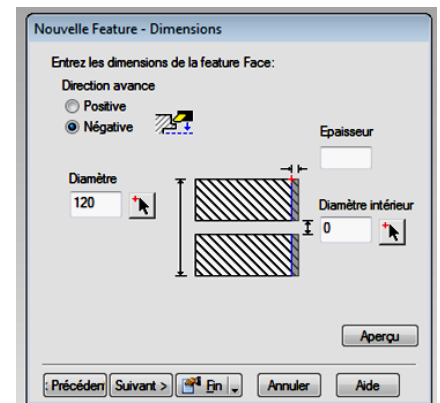 Nouvelle Feature - Dimensions
Entrez les dimensions de la feature Face:
Direction avance
Positive
Négative
Epaisseur
Diamètre
120
Diamètre intérieur
0
Aperçu
: Précéden Suivant > Fin Annuler Aide